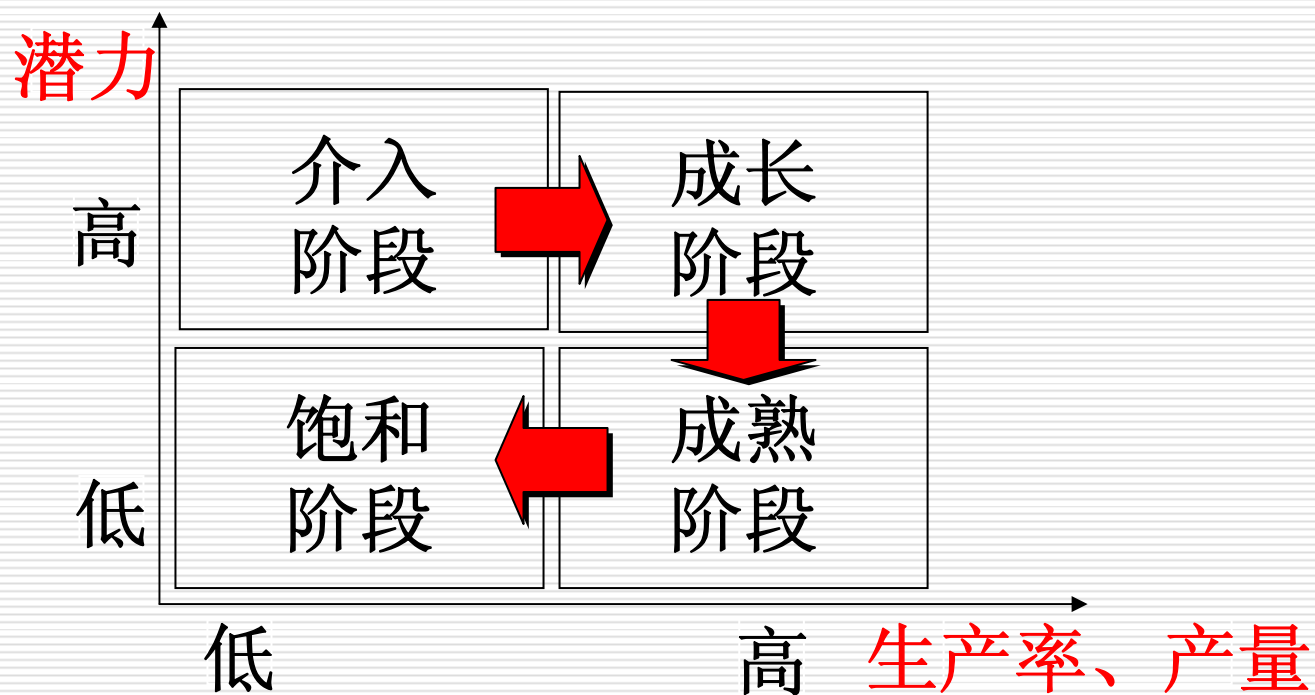 潜力
介入
阶段
成长
阶段
高
饱和
阶段
成熟
阶段
低
低
高
生产率、产量